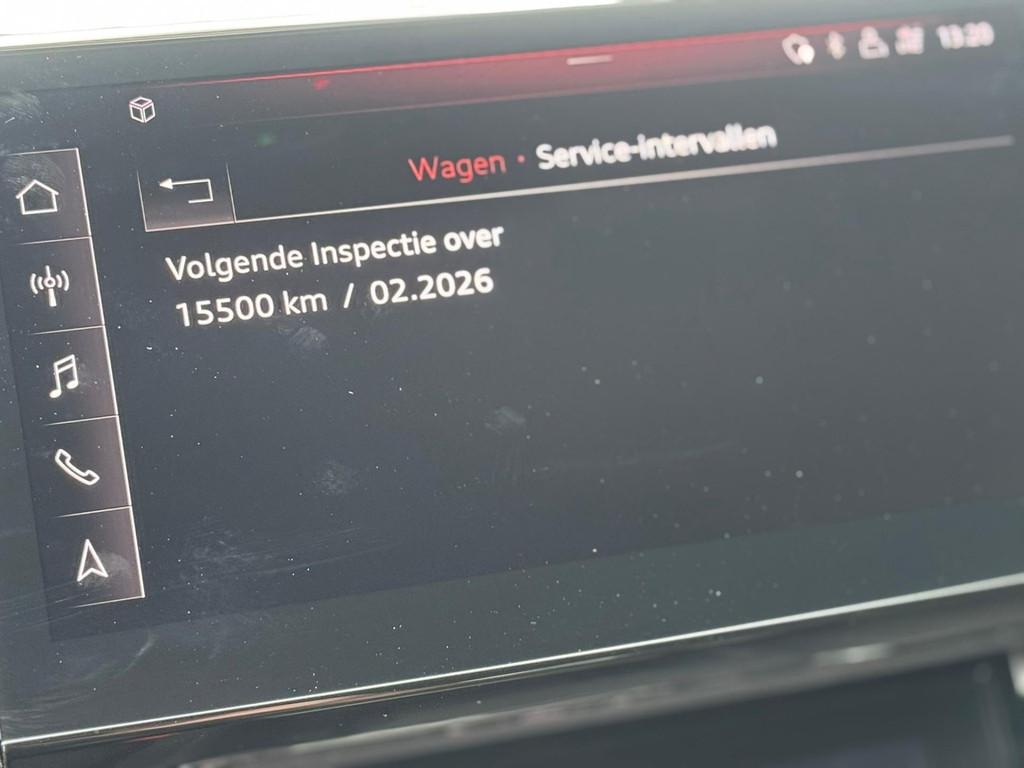 13:20
Wagen · Service-intervallen
Volgende Inspectie over
15500 km / 02.2026